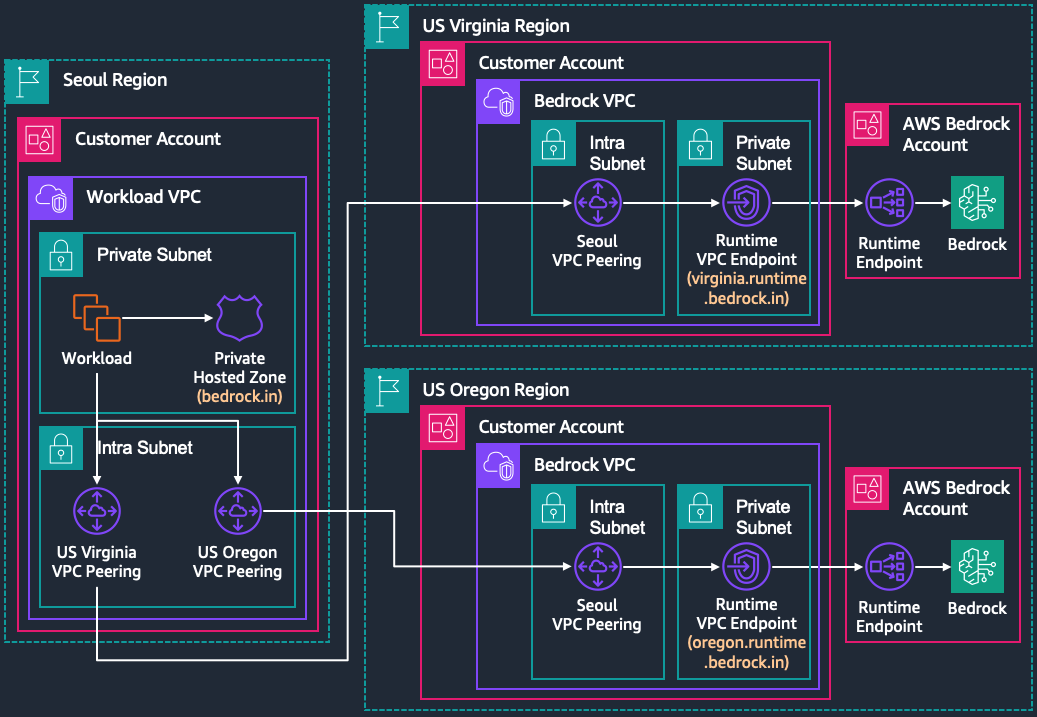 Seoul Region
Customer Account
Workload VPC
Private Subnet
Workload
Private
Hosted Zone
(bedrock.in)
Intra Subnet
US Virginia
VPC Peering
US Oregon
VPC Peering
US Virginia Region
Customer Account
Bedrock VPC
Intra
Subnet
Seoul
VPC Peering
Private
Subnet
Runtime
VPC Endpoint
(virginia.runtime
.bedrock.in)
AWS Bedrock
Account
Runtime
Endpoint
Bedrock
US Oregon Region
Customer Account
Bedrock VPC
Intra
Subnet
Seoul
VPC Peering
Private
Subnet
Runtime
VPC Endpoint
(oregon.runtime
.bedrock.in)
AWS Bedrock
Account
Runtime
Endpoint
Bedrock